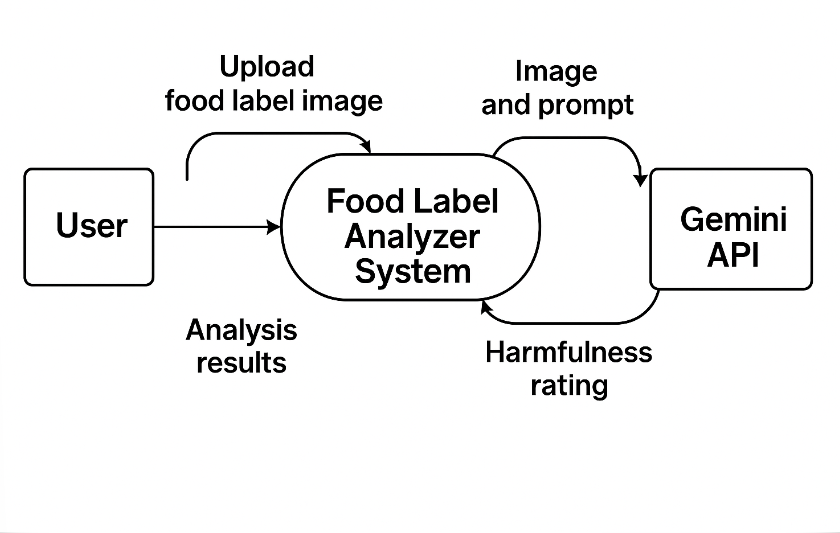 Upload
food label image
Image
and prompt
User
Food Label
Analyzer
System
Gemini
API
Analysis
results
Harmfulness
rating